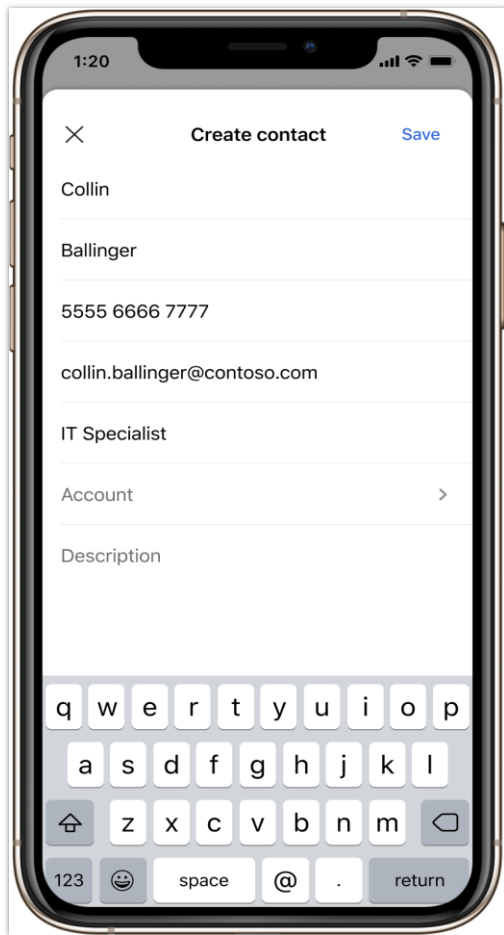 1:20
Create contact
Save
Collin
Ballinger
5555 6666 7777
collin.ballinger@contoso.com
IT Specialist
Account
Description
q w e r t y u i o p
a s d f g h j k l
z x c v b n m
123 space @ . return